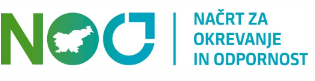 NOO
NAČRT ZA
OKREVANJE
IN ODPORNOST